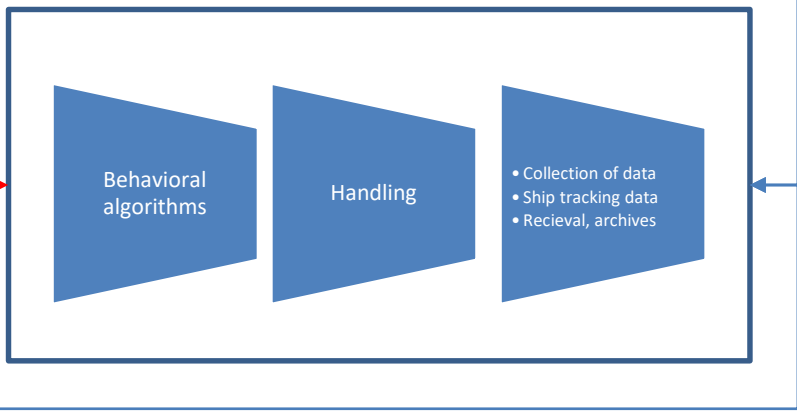 Behavioral
algorithms
Handling
• Collection of data
• Ship tracking data
• Recieval, archives